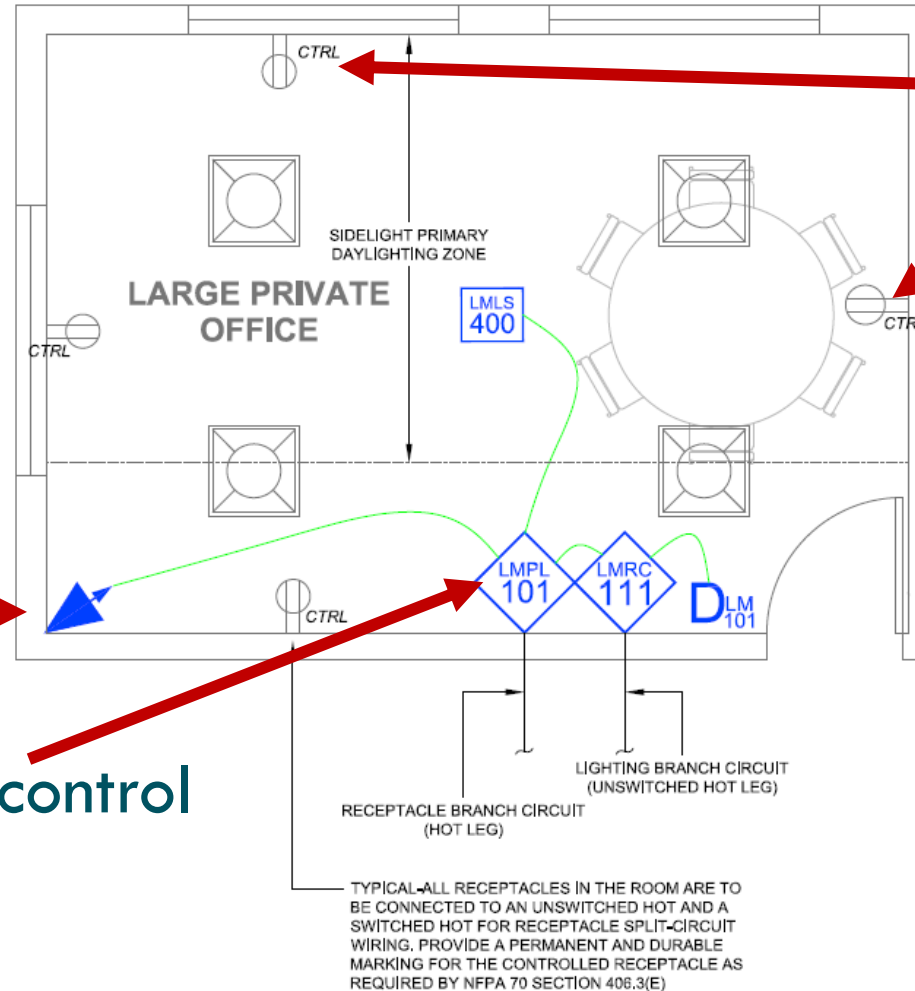 CTRL
SIDELIGHT PRIMARY
DAYLIGHTING ZONE
LARGE PRIVATE
OFFICE
LMLS
400
CTRL
CTRL
LMPL
101
LMRC
111
D LM
101
CTRL
control
LIGHTING BRANCH CIRCUIT
(UNSWITCHED HOT LEG)
RECEPTACLE BRANCH CIRCUIT
(HOT LEG)
TYPICAL-ALL RECEPTACLES IN THE ROOM ARE TO
BE CONNECTED TO AN UNSWITCHED HOT AND A
SWITCHED HOT FOR RECEPTACLE SPLIT-CIRCUIT
WIRING. PROVIDE A PERMANENT AND DURABLE
MARKING FOR THE CONTROLLED RECEPTACLE AS
REQUIRED BY NFPA 70 SECTION 406.3(E)